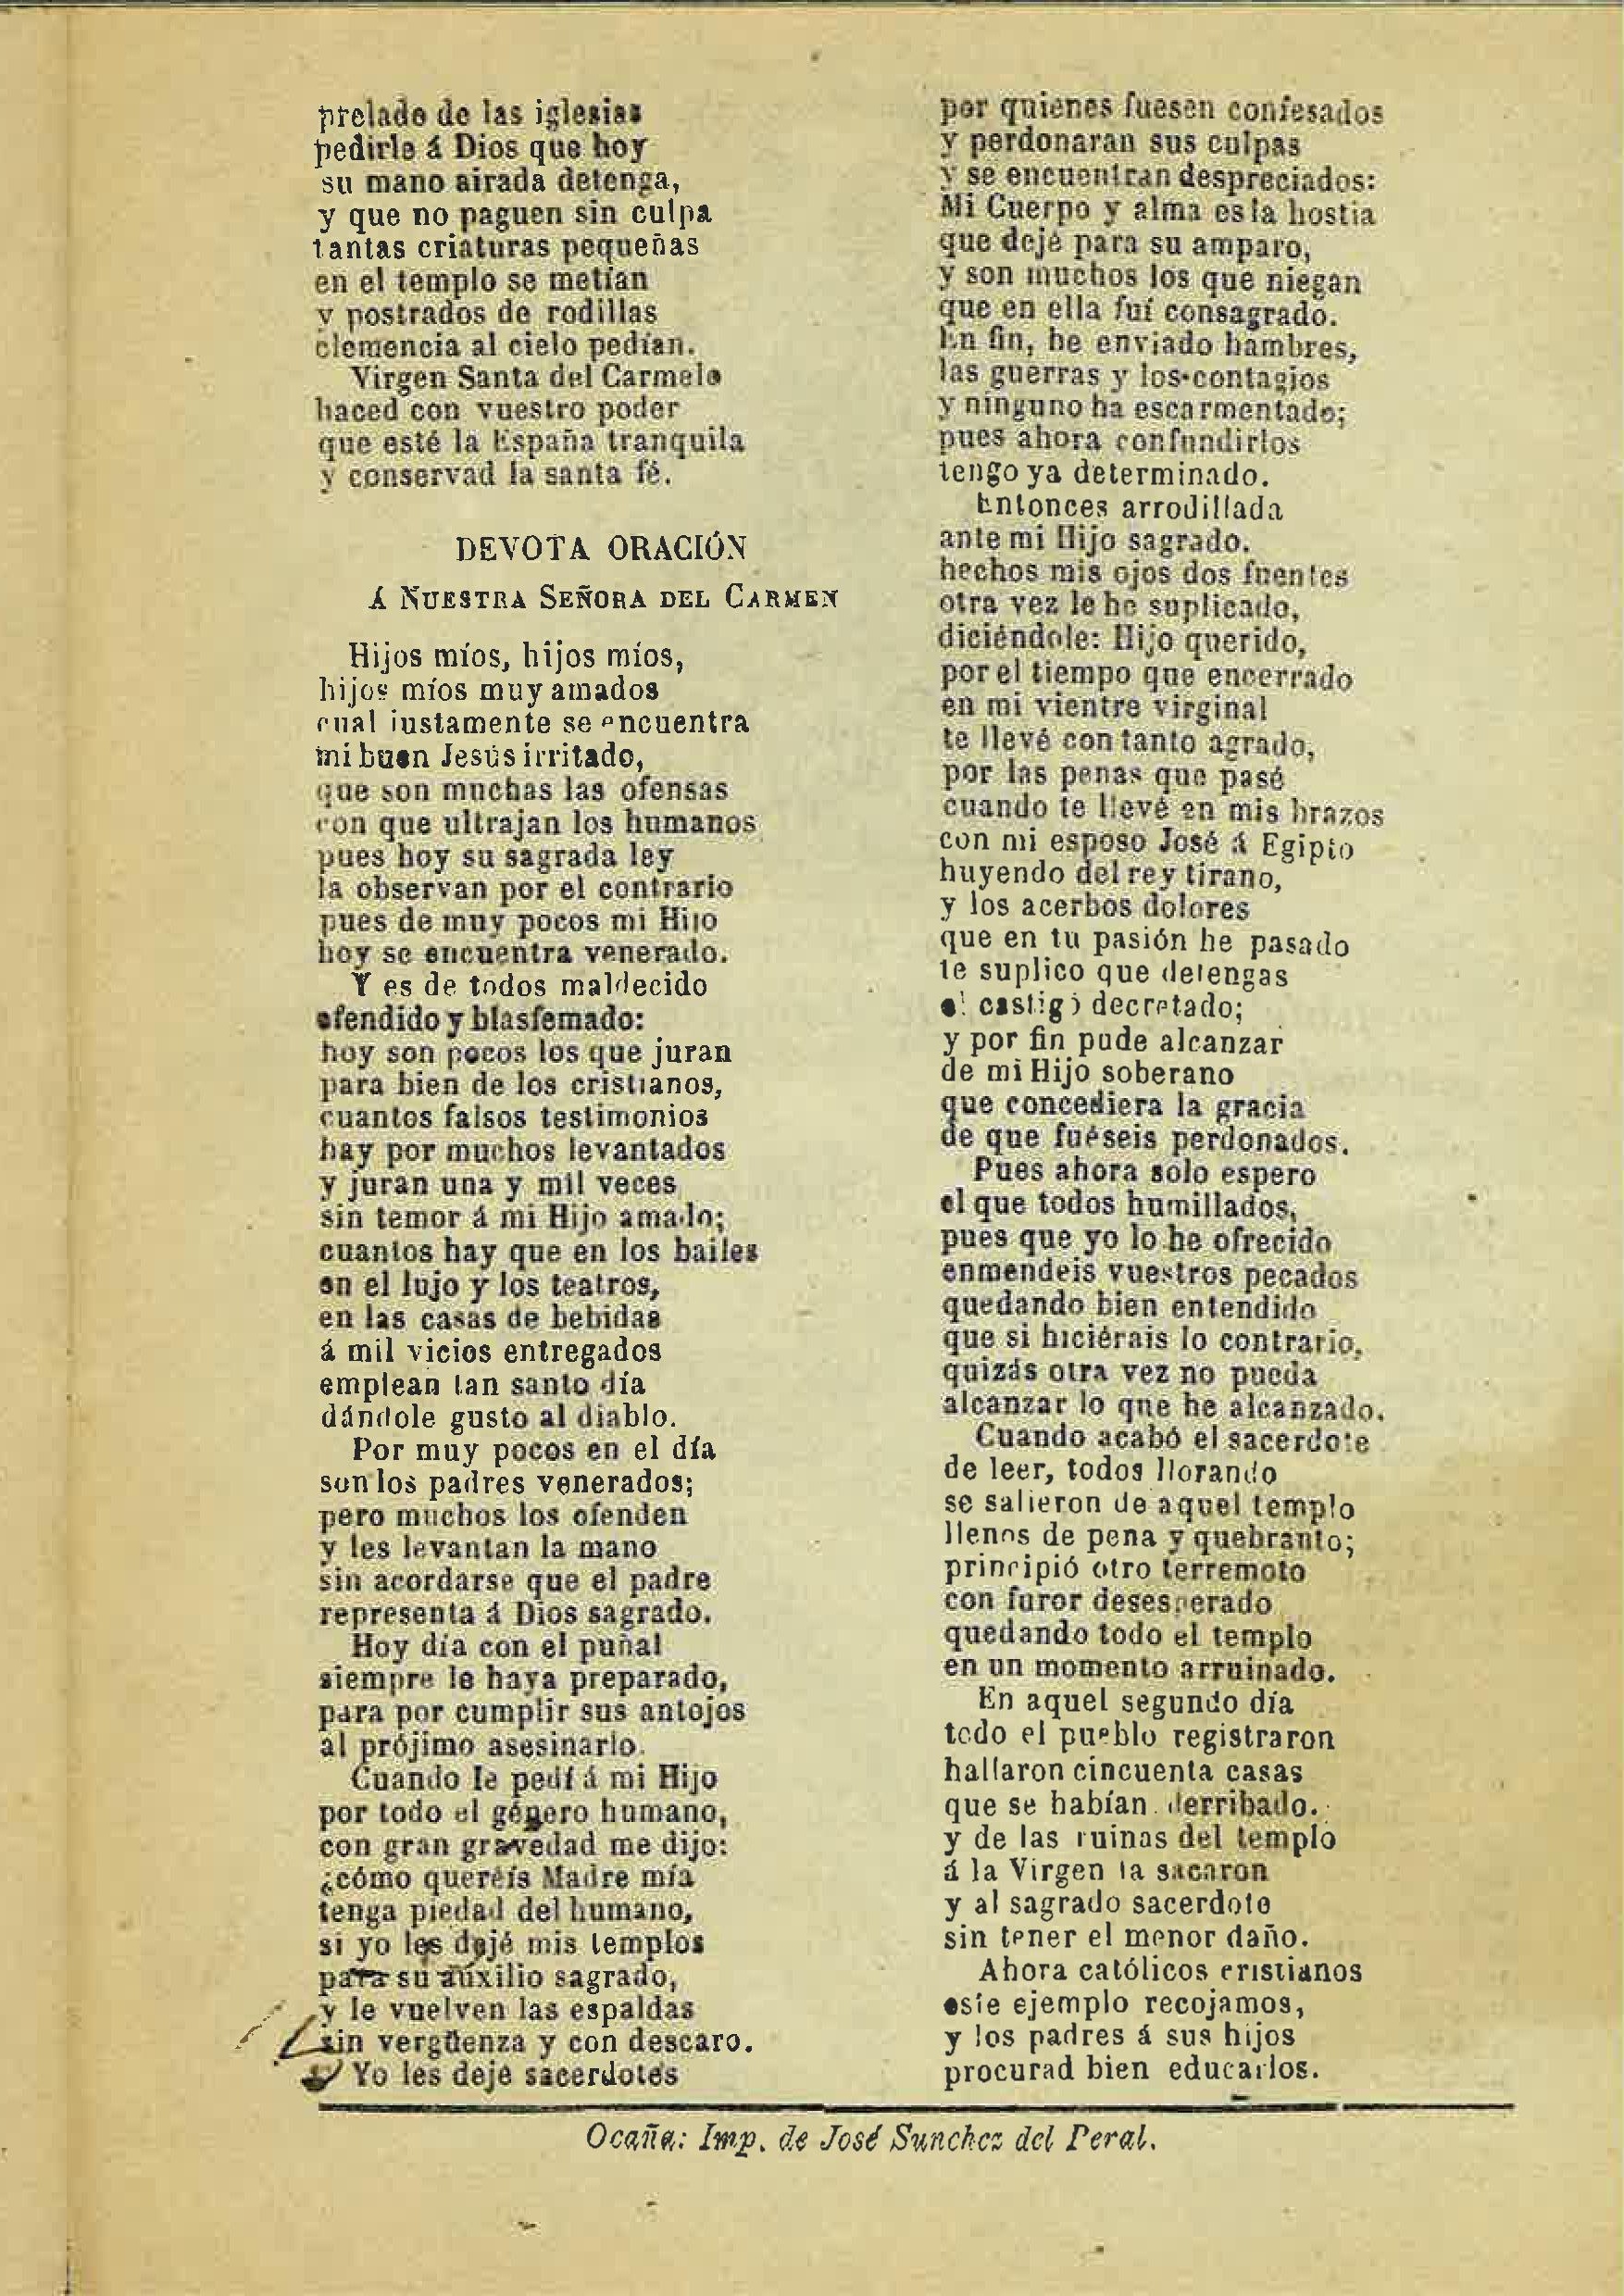 prelado de las iglesias
pedirle á Dios que hoy
su mano airada detenga,
y que no paguen sin culpa
tantas criaturas pequeñas
en el templo se metían
y postrados de rodillas
clemencia al cielo pedían.
Virgen Santa del Carmelo
haced con vuestro poder
que esté la España tranquila
y conservad la santa fé.
DEVOTA ORACIÓN
Á NUESTRA SEÑORA DEL CARMEN
Hijos míos, hijos míos,
hijos míos muy amados
cual justamente se encuentra
mi buen Jesús irritado,
que son muchas las ofensas
con que ultrajan los humanos
pues hoy su sagrada ley
la observan por el contrario
pues de muy pocos mi Hijo
hoy se encuentra venerado.
Y es de todos maldecido
ofendido y blasfemado:
hoy son pocos los que juran
para bien de los cristianos,
cuantos falsos testimonios
hay por muchos levantados
y juran una y mil veces
sin temor á mi Hijo amado;
cuantos hay que en los bailes
en el lujo y los teatros,
en las casas de bebidas
á mil vicios entregados
emplean tan santo día
dándole gusto al diablo.
Por muy pocos en el día
son los padres venerados;
pero muchos los ofenden
y les levantan la mano
sin acordarse que el padre
representa á Dios sagrado.
Hoy día con el puñal
siempre le haya preparado,
para por cumplir sus antojos
al prójimo asesinarlo.
Cuando le pedí á mi Hijo
por todo el género humano,
con gran gravedad me dijo:
¿cómo queréis Madre mía
tenga piedad del humano,
si yo les dejé mis templos
para su auxilio sagrado,
y le vuelven las espaldas
sin vergüenza y con descaro.
Yo les dejé sacerdotes
por quienes fuesen confesados
y perdonaran sus culpas
y se encuentran despreciados:
Mi Cuerpo y alma es la hostia
que dejé para su amparo,
y son muchos los que niegan
que en ella fuí consagrado.
En fin, he enviado hambres,
las guerras y los contagios
y ninguno ha escarmentado;
pues ahora confundirlos
tengo ya determinado.
Entonces arrodillada
ante mi Hijo sagrado.
hechos mis ojos dos fuentes
otra vez le he suplicado,
diciéndole: Hijo querido,
por el tiempo que encerrado
en mi vientre virginal
te llevé con tanto agrado,
por las penas que pasé
cuando te llevé en mis brazos
con mi esposo José á Egipto
huyendo del rey tirano,
y los acerbos dolores
que en tu pasión he pasado
te suplico que detengas
el castigo decretado;
y por fin pude alcanzar
de mi Hijo soberano
que concediera la gracia
de que fuéseis perdonados.
Pues ahora solo espero
el que todos humillados,
pues que yo lo he ofrecido
enmendeis vuestros pecados
quedando bien entendido
que si hiciérais lo contrario,
quizás otra vez no pueda
alcanzar lo que he alcanzado.
Cuando acabó el sacerdote
de leer, todos llorando
se salieron de aquel templo
llenos de pena y quebranto;
principió otro terremoto
con furor desesperado
quedando todo el templo
en un momento arruinado.
En aquel segundo día
todo el pueblo registraron
hallaron cincuenta casas
que se habían derribado.
y de las ruinas del templo
á la Virgen la sacaron
y al sagrado sacerdote
sin tener el menor daño.
Ahora católicos cristianos
este ejemplo recojamos,
y los padres á sus hijos
procurad bien educarlos.
Ocaña: Imp. de José Sunchez del Peral.